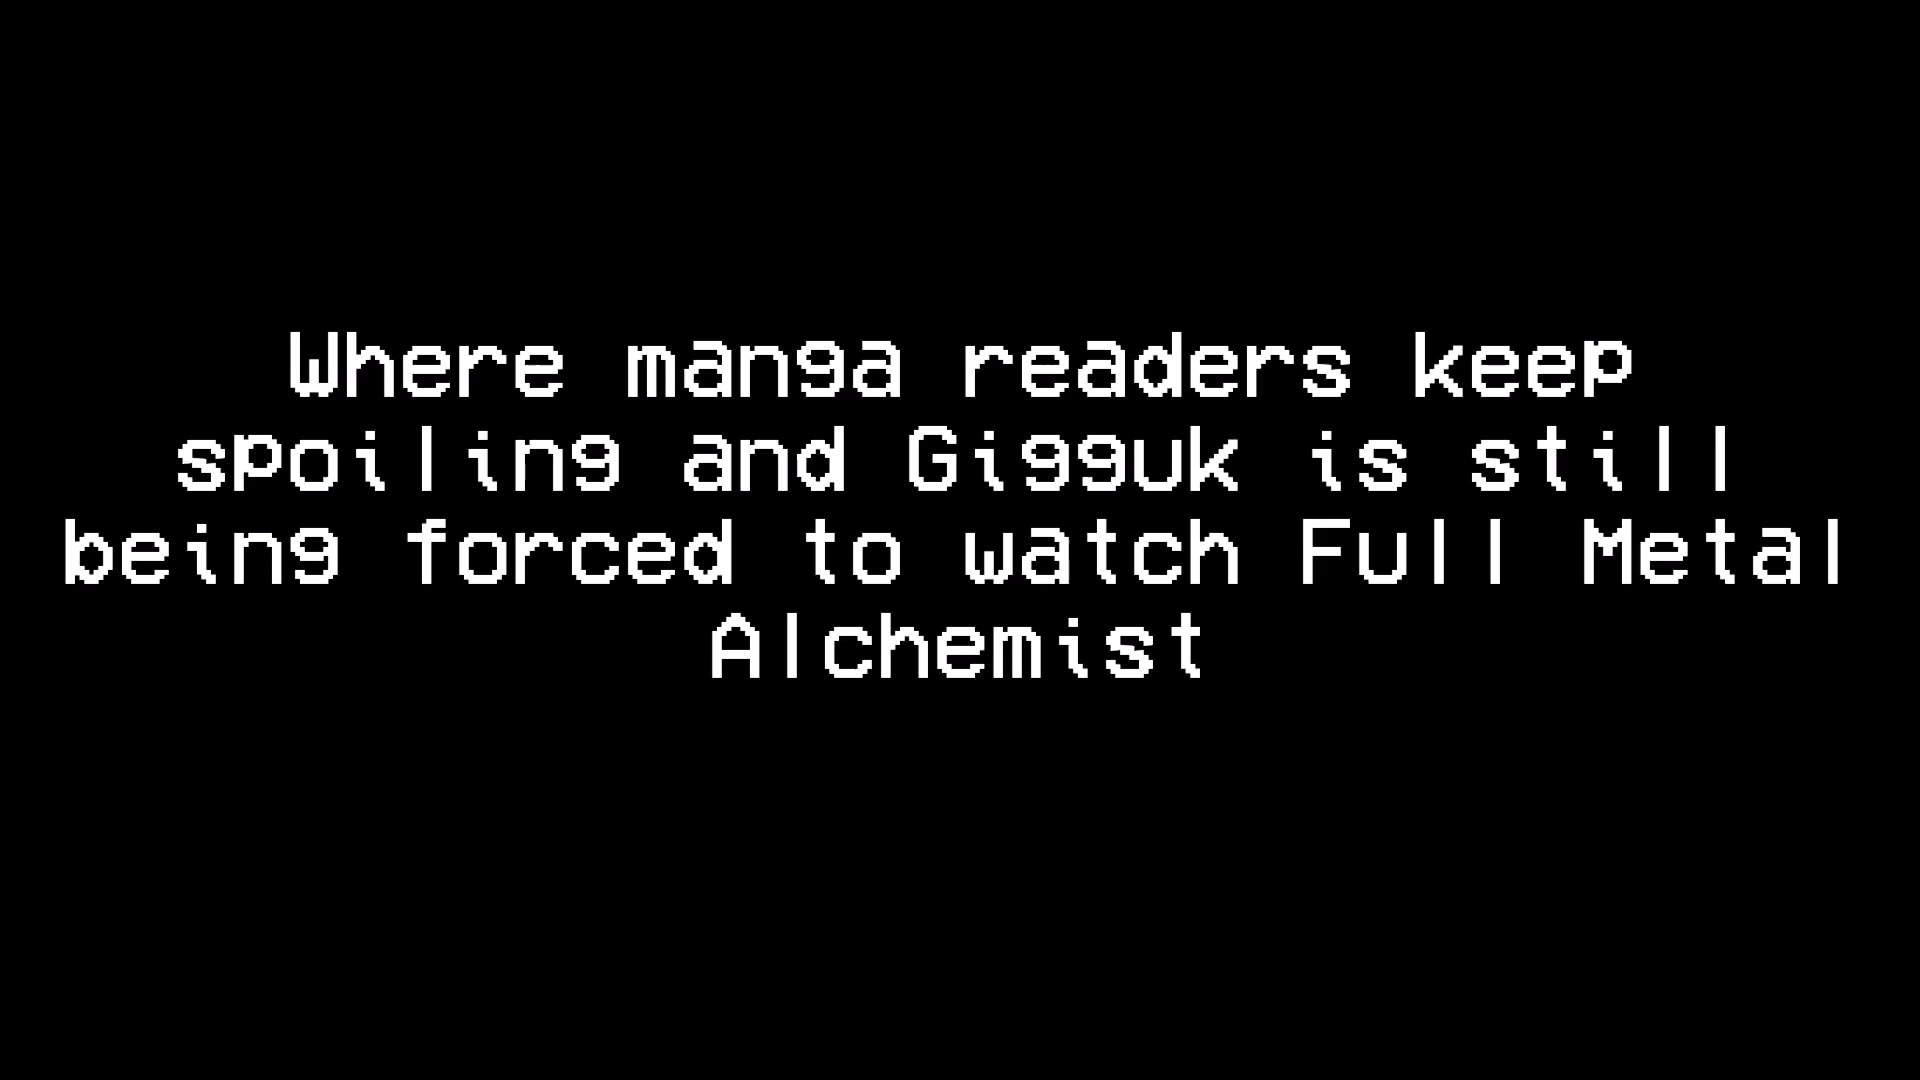 Where manga readers keep
spoiling and Gigguk is still
being forced to watch Full Metal
Alchemist